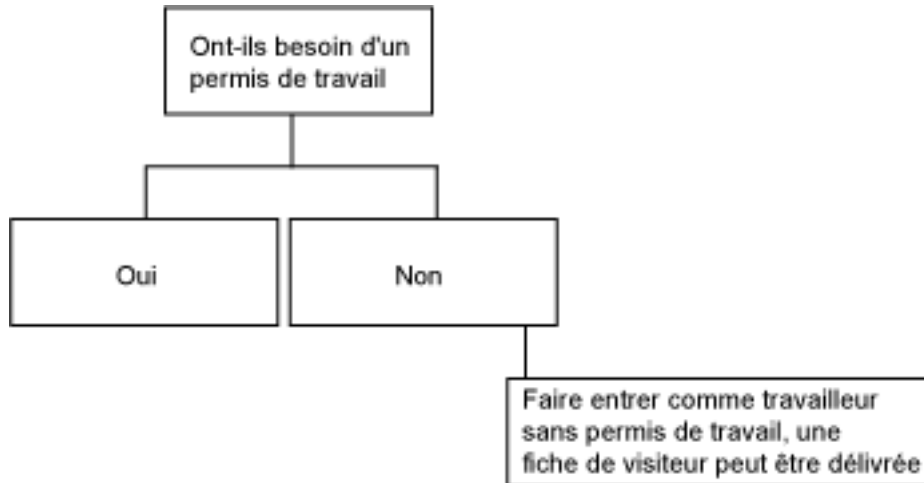 Ont-ils besoin d'un
permis de travail
Oui
Non
Faire entrer comme travailleur
sans permis de travail, une
fiche de visiteur peut être délivrée